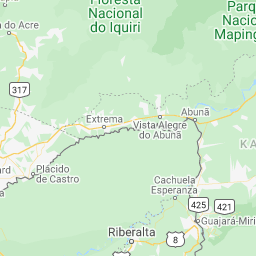 Floresta
Nacional
do Iquiri
Parq
Nacio
Mapingu
do Acre
317
Extrema
Vista Alegre
do Abunã
Abunã
KA
ard
Plácido
de Castro
Cachuela
Esperanza
425
421
Guajará-Miri
Riberalta
8